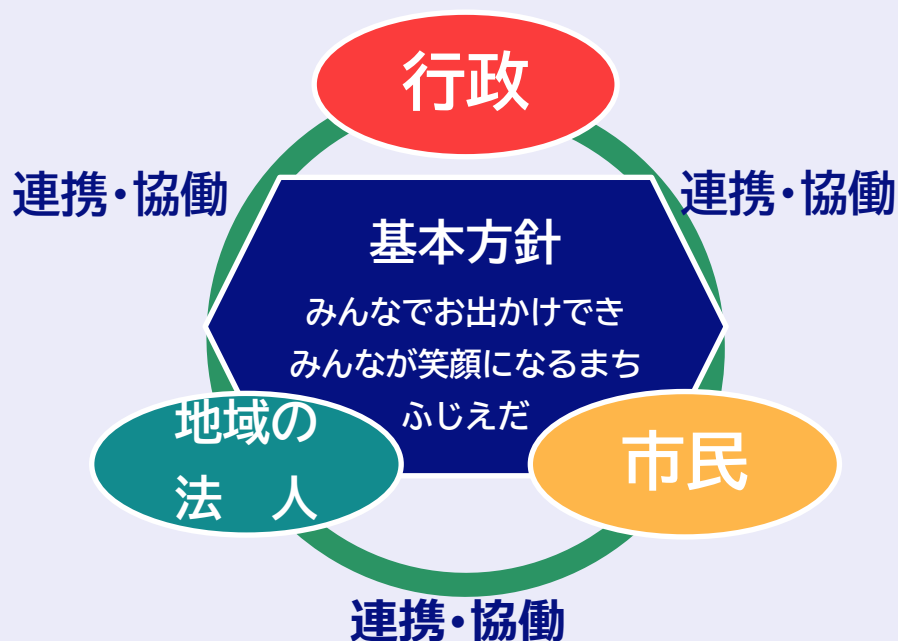 行政
連携・協働
連携・協働
基本方針
みんなでお出かけでき
みんなが笑顔になるまち
ふじえだ
地域の
法　人
市民
連携・協働